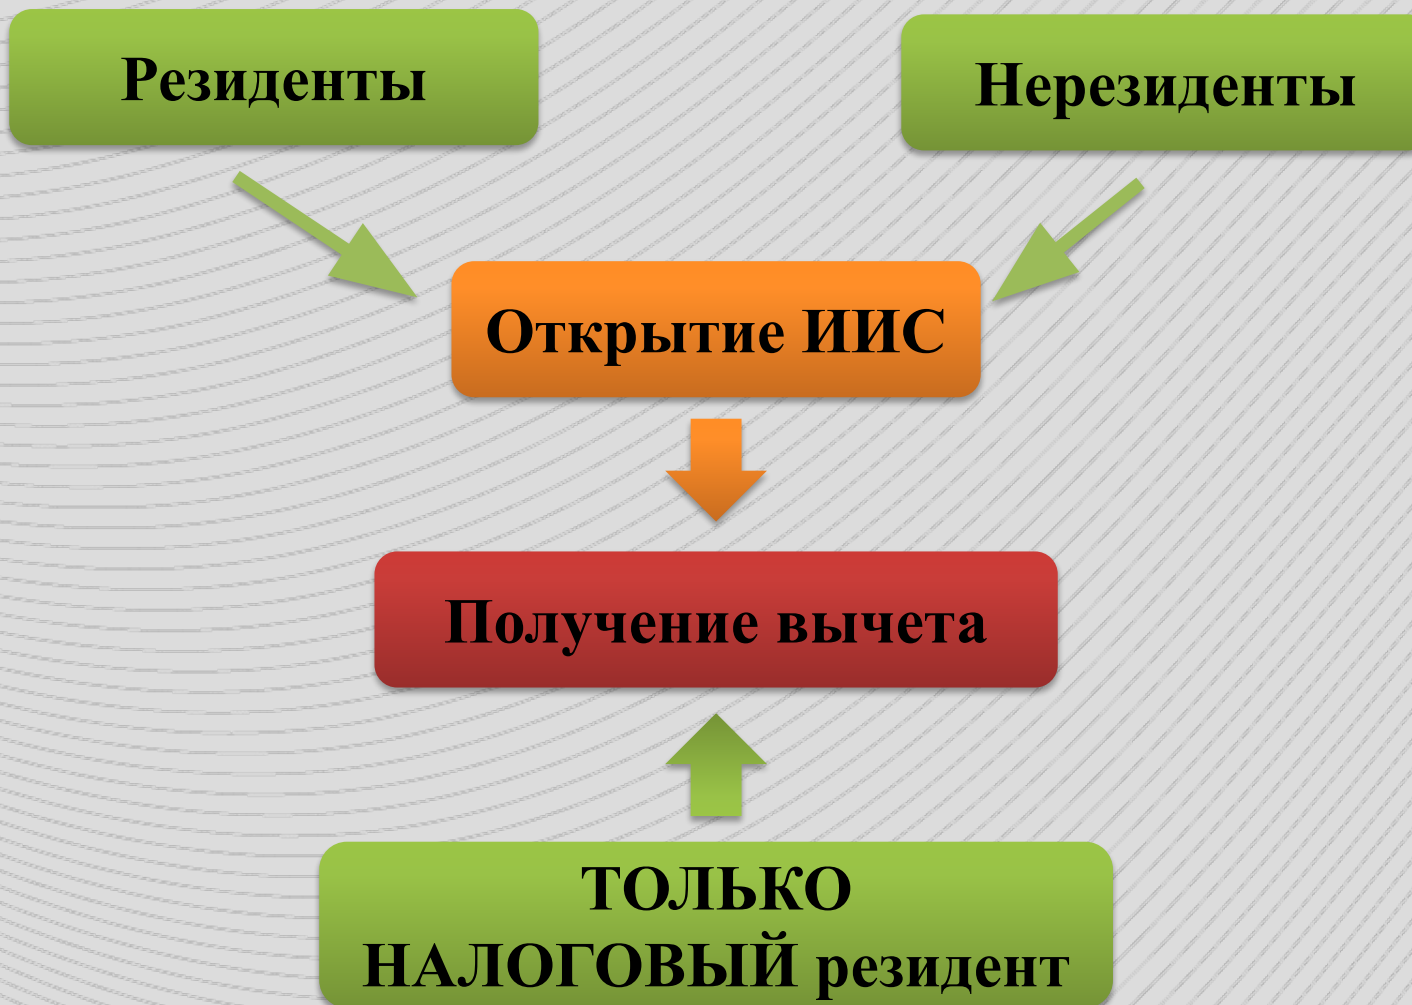 Резиденты
Нерезиденты
Открытие ИИС
Получение вычета
ТОЛЬКО
НАЛОГОВЫЙ резидент